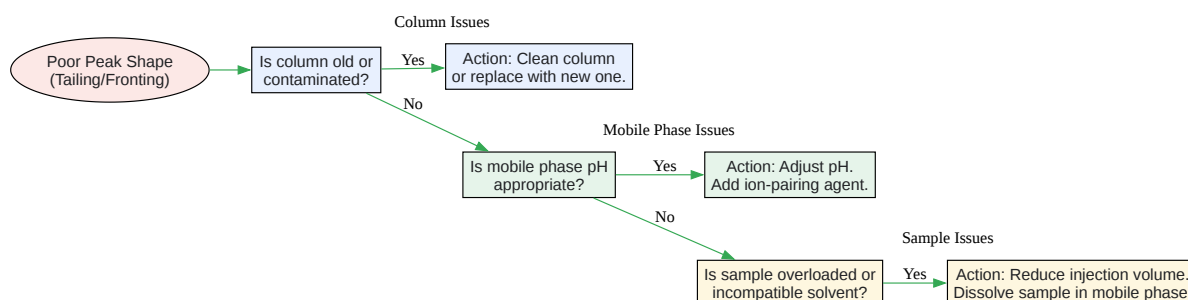 Column Issues
Poor Peak Shape
(Tailing/Fronting)
Is column old or
contaminated?
Yes
Action: Clean column
or replace with new one.
No
Mobile Phase Issues
Is mobile phase pH
appropriate?
Yes
Action: Adjust pH.
Add ion-pairing agent.
No
Sample Issues
Is sample overloaded or
incompatible solvent?
Yes
Action: Reduce injection volume.
Dissolve sample in mobile phase